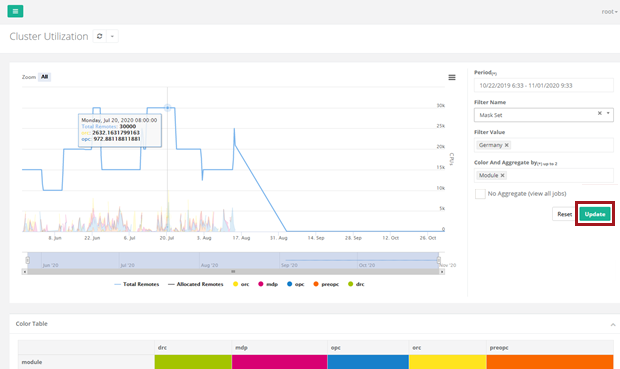 root
Cluster Utilization
Zoom All
Monday, Jul 20, 2020 08:00:00
Total Remotes: 30000
orc: 2632.1631799163
opc: 972.88118811881
30k
25k
20k
15k
10k
5k
0
CPUs
8. Jun 22. Jun 6. Jul 20. Jul 3. Aug 17. Aug 31. Aug 14. Sep 28. Sep 12. Oct 26. Oct
Jun '20 Jul '20 Aug '20 Sep '20 Oct '20 Nov '20
Total Remotes Allocated Remotes orc mdp opc preopc drc
Period(*)
10/22/2019 6:33 - 11/01/2020 9:33
Filter Name
Mask Set
Filter Value
Germany
Color And Aggregate by(*) up to 2
Module
No Aggregate (view all jobs)
Reset Update
Color Table
drc mdp opc orc preopc
module